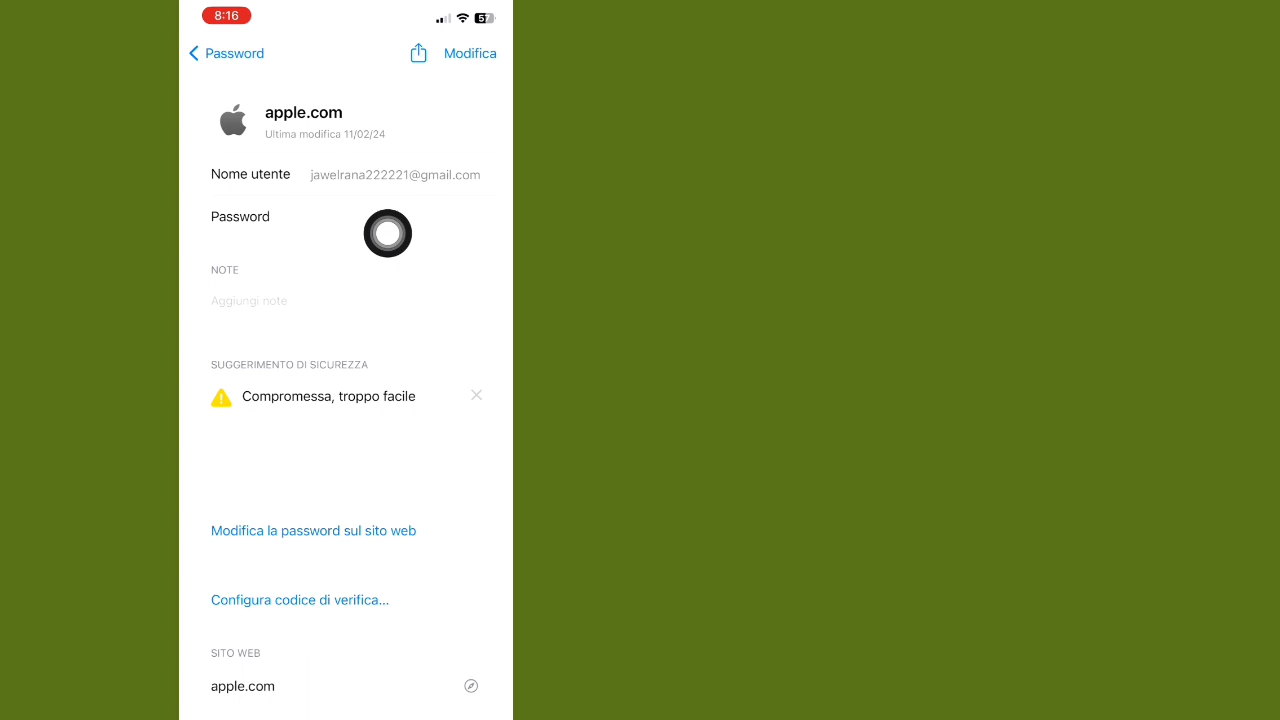 8:16
57
Password
Modifica
apple.com
Ultima modifica 11/02/24
Nome utente jawelrana222221@gmail.com
Password
NOTE
Aggiungi note
SUGGERIMENTO DI SICUREZZA
Compromessa, troppo facile
Modifica la password sul sito web
Configura codice di verifica...
SITO WEB
apple.com